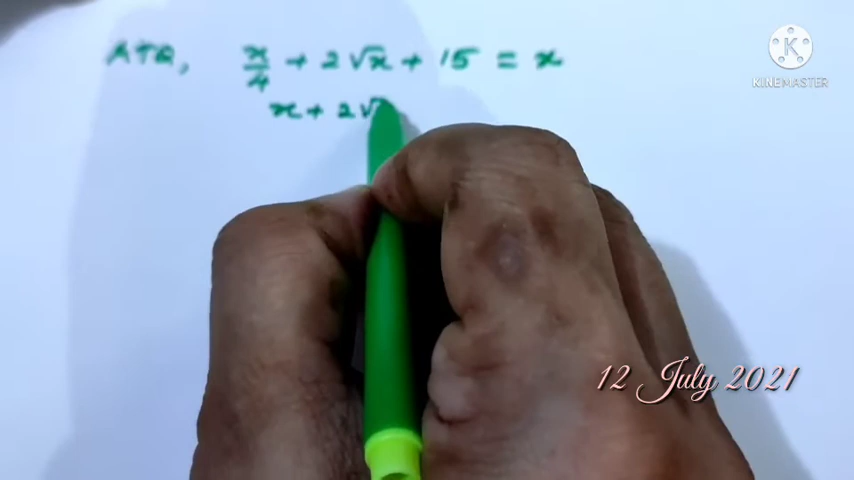 ATQ, x/4 + 2√x + 15 = x
x + 2√
K
KINEMASTER
12 July 2021